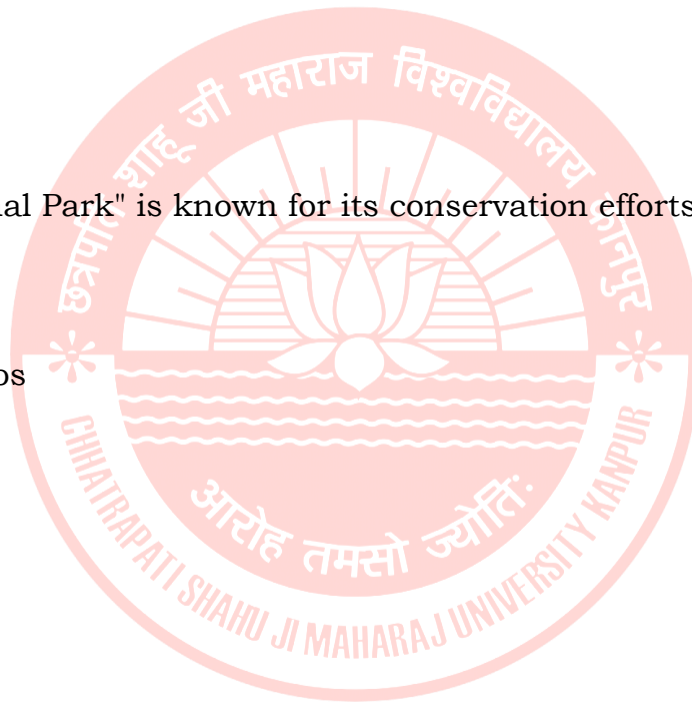 छत्रपति शाहू जी महाराज विश्वविद्यालय कानपुर
nal Park" is known for its conservation efforts
os
आरोह तमसो ज्योतिः
CHHATRAPATI SHAHU JI MAHARAJ UNIVERSITY KANPUR